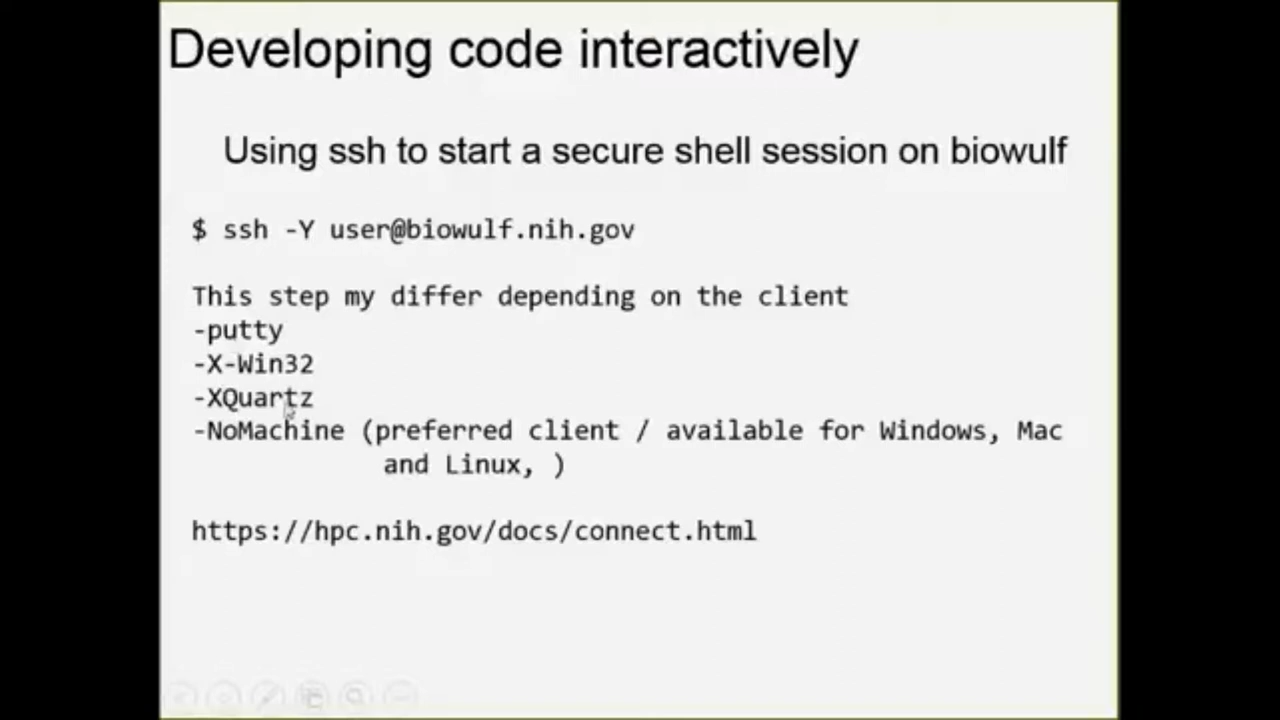 Developing code interactively
Using ssh to start a secure shell session on biowulf
$ ssh -Y user@biowulf.nih.gov
This step my differ depending on the client
-putty
-X-Win32
-XQuartz
-NoMachine (preferred client / available for Windows, Mac
and Linux, )
https://hpc.nih.gov/docs/connect.html